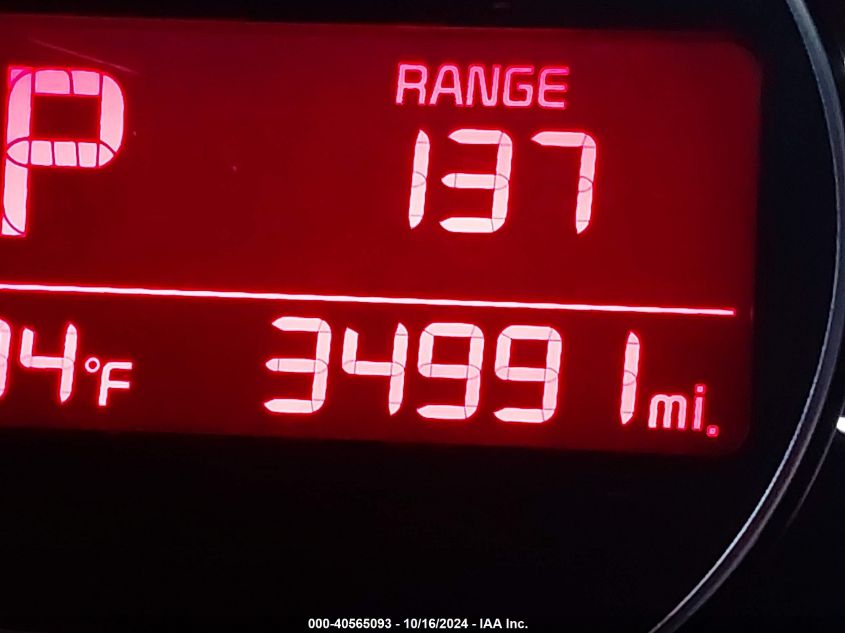 P
RANGE
137
4°F
34991 mi.
000-40565093 - 10/16/2024 - IAA Inc.